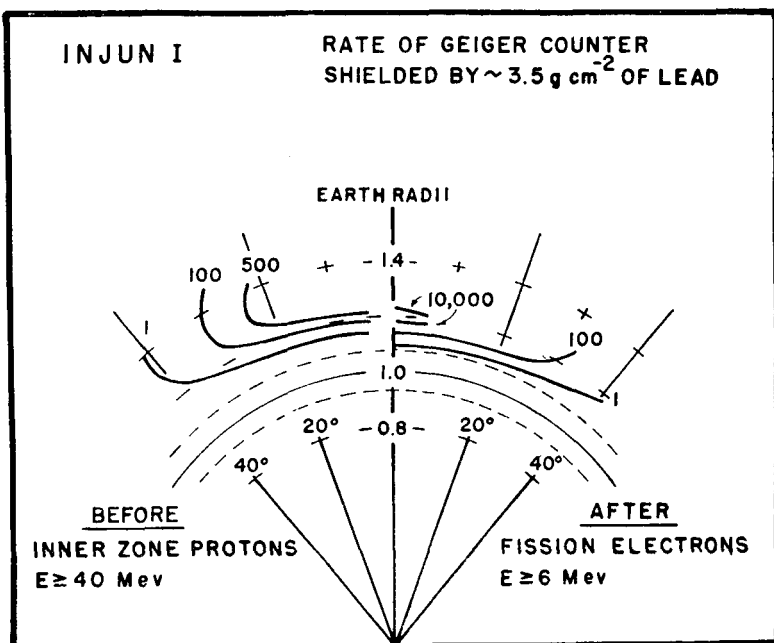 INJUN I
RATE OF GEIGER COUNTER
SHIELDED BY ~ 3.5 g cm⁻² OF LEAD
EARTH RADII
1.4
500
100
10,000
1
100
1.0
1
20°
0.8
20°
40°
40°
BEFORE
INNER ZONE PROTONS
E ≥ 40 Mev
AFTER
FISSION ELECTRONS
E ≥ 6 Mev